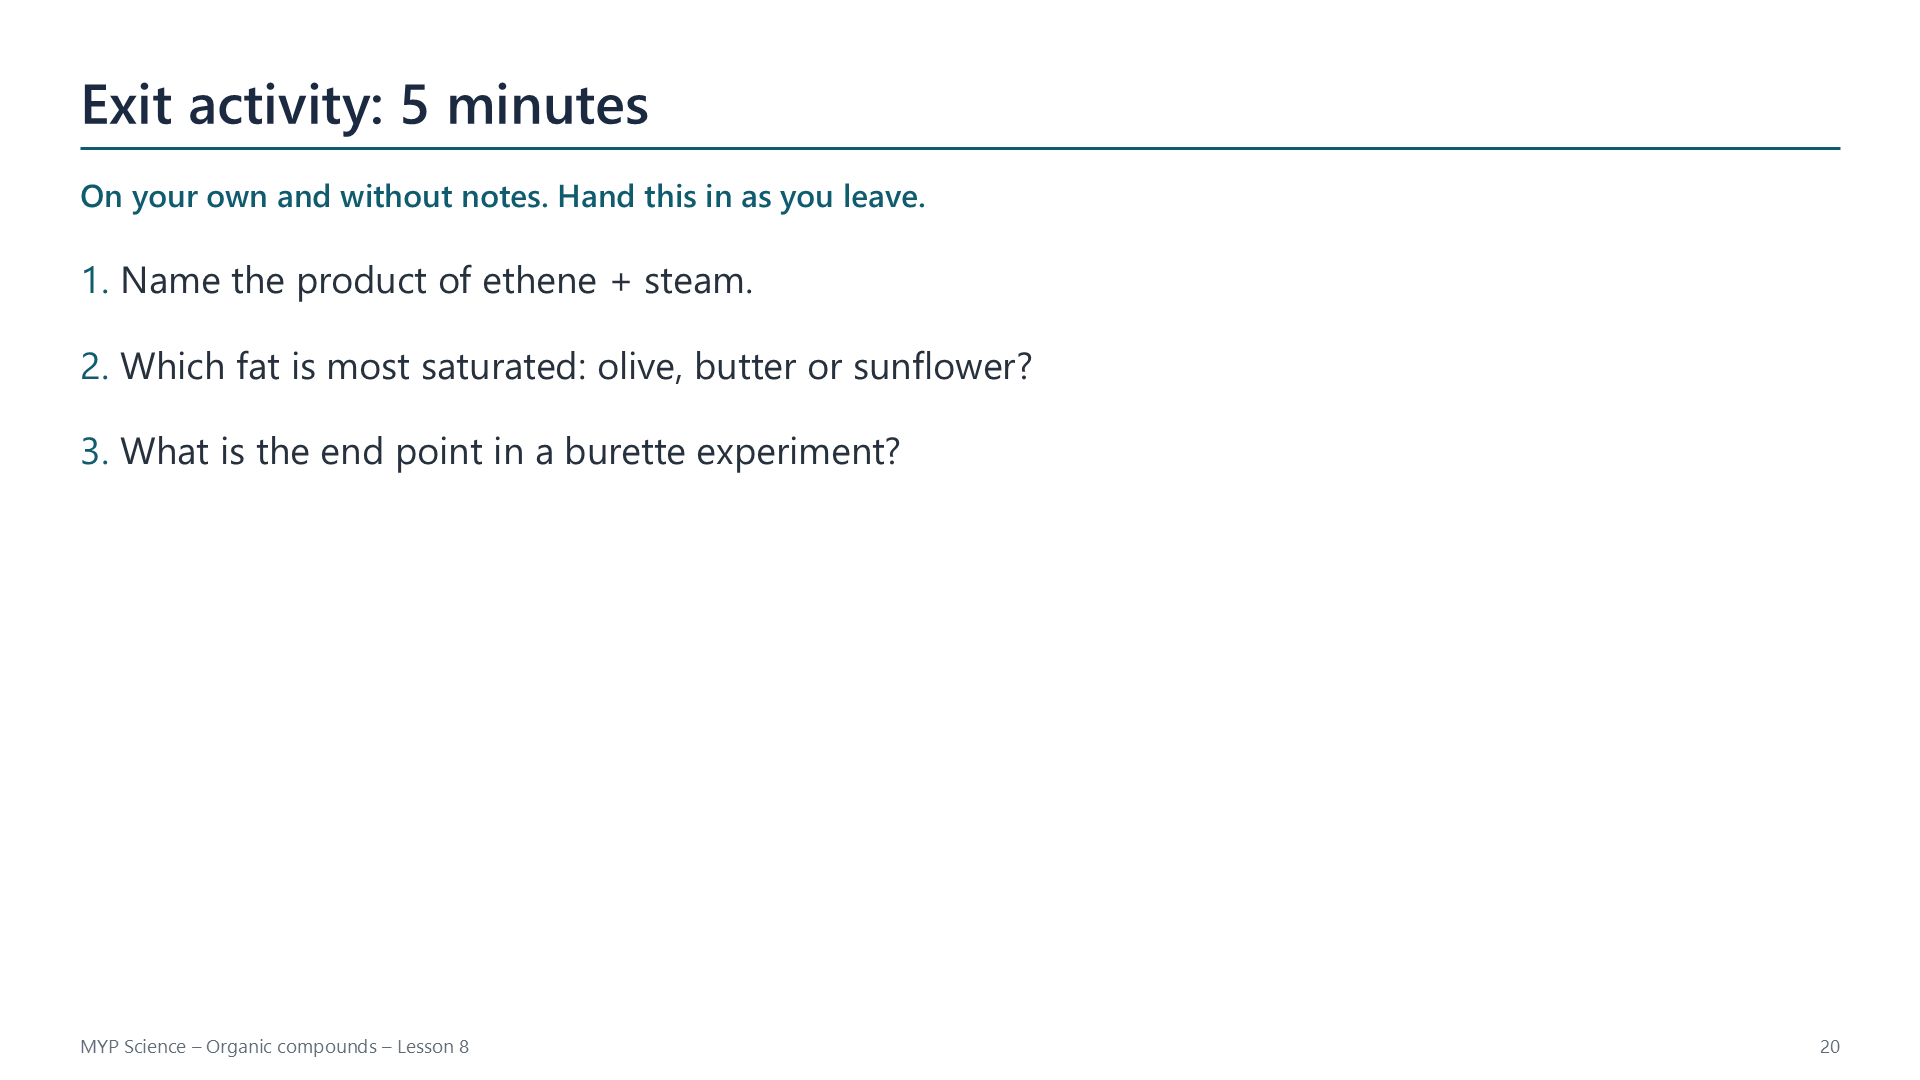 Exit activity: 5 minutes
On your own and without notes. Hand this in as you leave.
1. Name the product of ethene + steam.
2. Which fat is most saturated: olive, butter or sunflower?
3. What is the end point in a burette experiment?
MYP Science – Organic compounds – Lesson 8
20